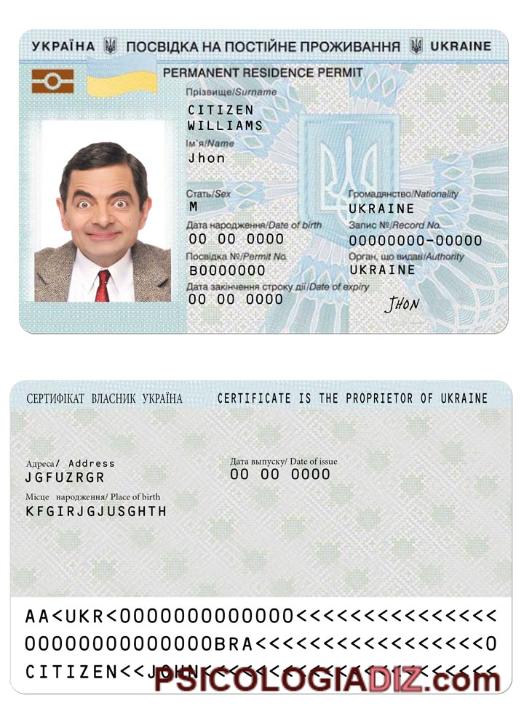 УКРАЇНА ПОСВІДКА НА ПОСТІЙНЕ ПРОЖИВАННЯ UKRAINE
PERMANENT RESIDENCE PERMIT
Прізвище/Surname
CITIZEN
WILLIAMS
Ім'я/Name
Jhon
Стать/Sex
M
Громадянство/Nationality
UKRAINE
Дата народження/Date of birth
00 00 0000
Запис №/Record No.
00000000-00000
Посвідка №/Permit No.
B0000000
Орган, що видав/Authority
UKRAINE
Дата закінчення строку дії/Date of expiry
00 00 0000
JHON
СЕРТИФІКАТ ВЛАСНИК УКРАЇНА CERTIFICATE IS THE PROPRIETOR OF UKRAINE
Адреса/ Address
JGFUZRGR
Дата выпуску/ Date of issue
00 00 0000
Місце народження/ Place of birth
KFGIRJGJUSGHTH
AA<UKR<0000000000000<<<<<<<<<<<<<<<
00000000000000BRA<<<<<<<<<<<<<<<<<0
CITIZEN<<JOHN<<<<<<<<<<<<<<<<<<<<<<
PSICOLOGIADIZ.com